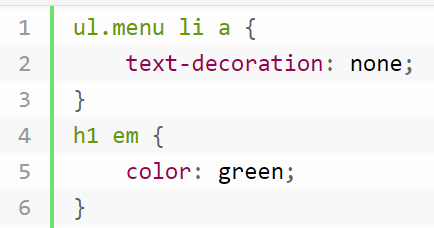 1 ul.menu li a {
2     text-decoration: none;
3 }
4 h1 em {
5     color: green;
6 }